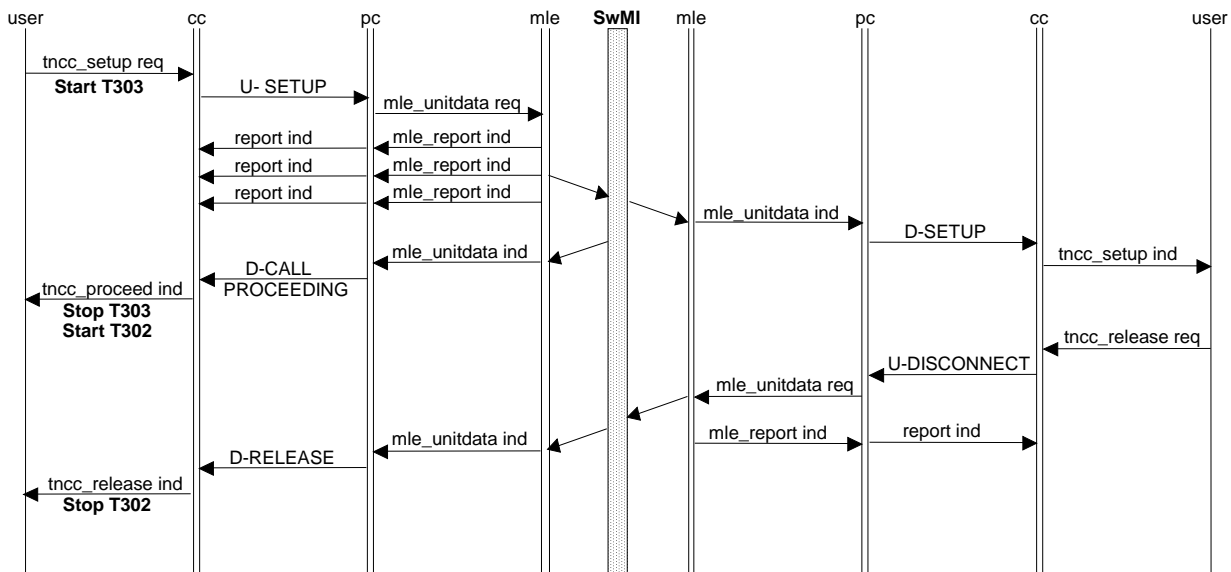 user cc pc mle SwMI mle pc cc user
tncc_setup req
Start T303
U- SETUP
mle_unitdata req
report ind mle_report ind
report ind mle_report ind
report ind mle_report ind
mle_unitdata ind
D-SETUP
mle_unitdata ind
tncc_setup ind
D-CALL
PROCEEDING
tncc_proceed ind
Stop T303
Start T302
tncc_release req
U-DISCONNECT
mle_unitdata req
mle_unitdata ind
mle_report ind report ind
D-RELEASE
tncc_release ind
Stop T302